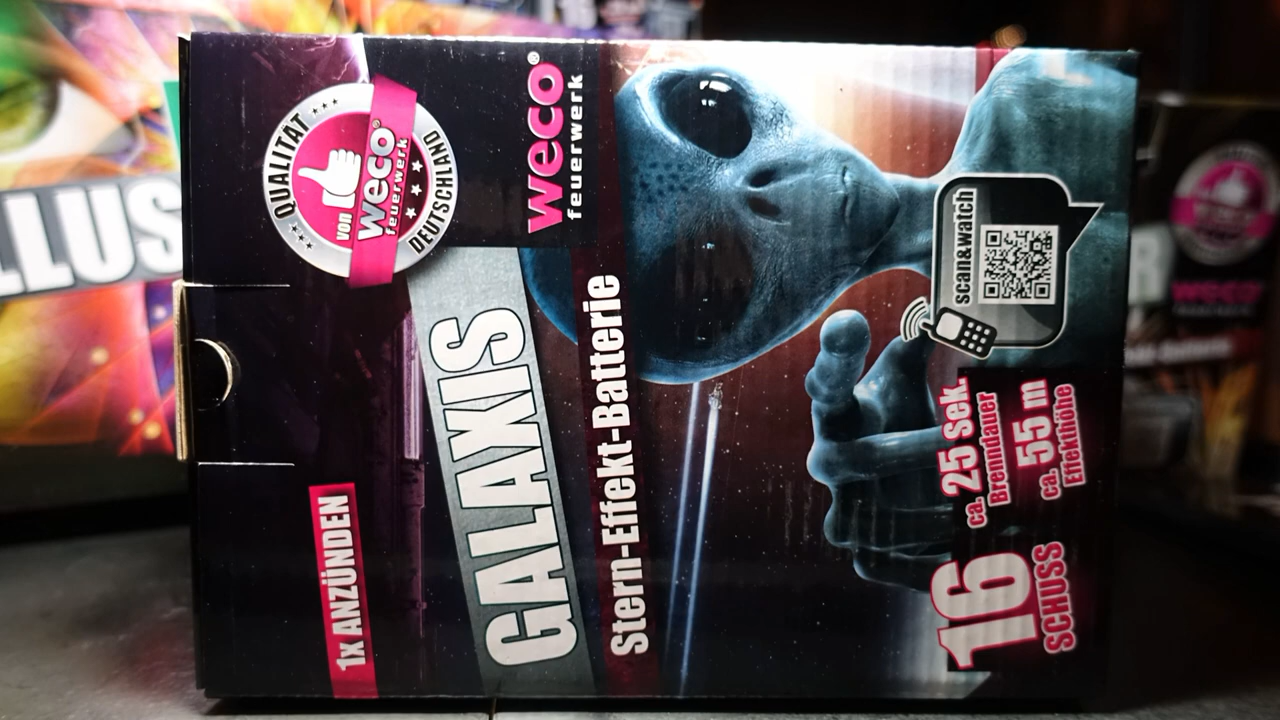 QUALITÄT
von
weco®
feuerwerk
DEUTSCHLAND
weco®
feuerwerk
1x ANZÜNDEN
GALAXIS
Stern-Effekt-Batterie
scan&watch
ca. 25 Sek.
Brenndauer
ca. 55 m
Effekthöhe
16
SCHUSS
LLUS
weco